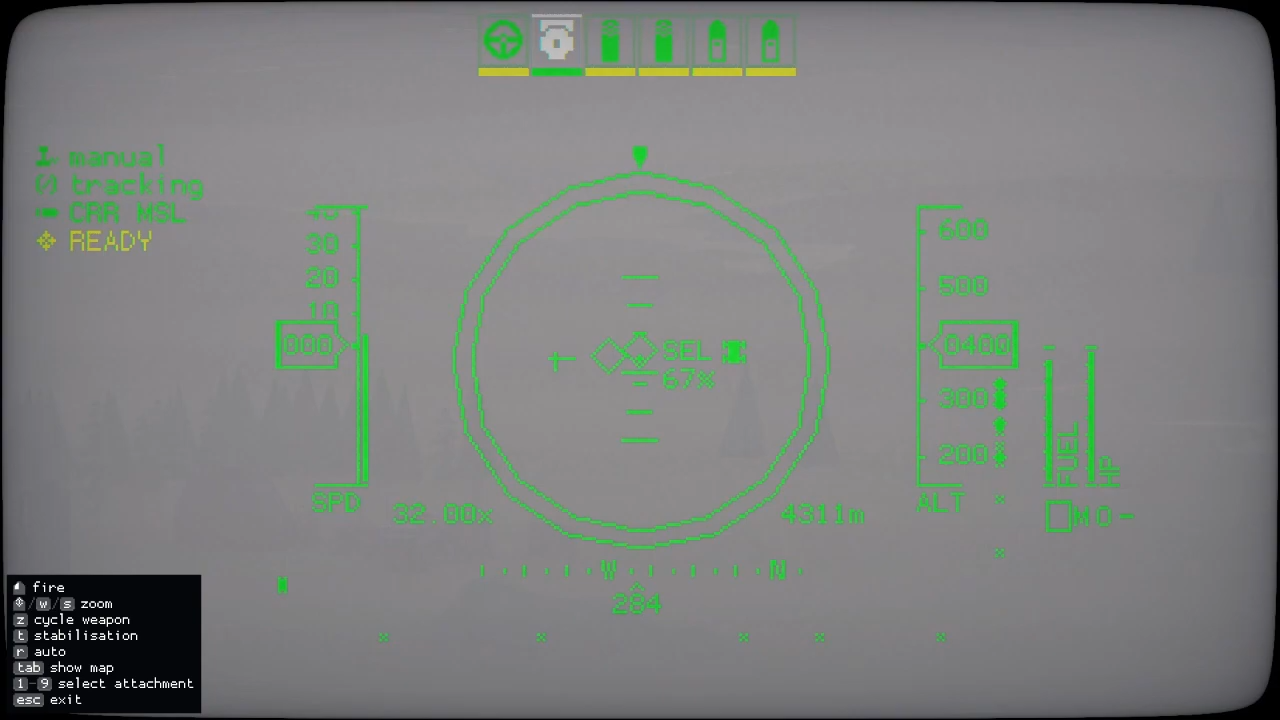 manual
tracking
CRR MSL
READY
40
30
20
10
000
SPD
600
500
0400
300
200
ALT
FUEL
HP
SEL
67%
32.00x
4311m
W
N
284
fire
/ w / s zoom
z cycle weapon
t stabilisation
r auto
tab show map
1 - 9 select attachment
esc exit